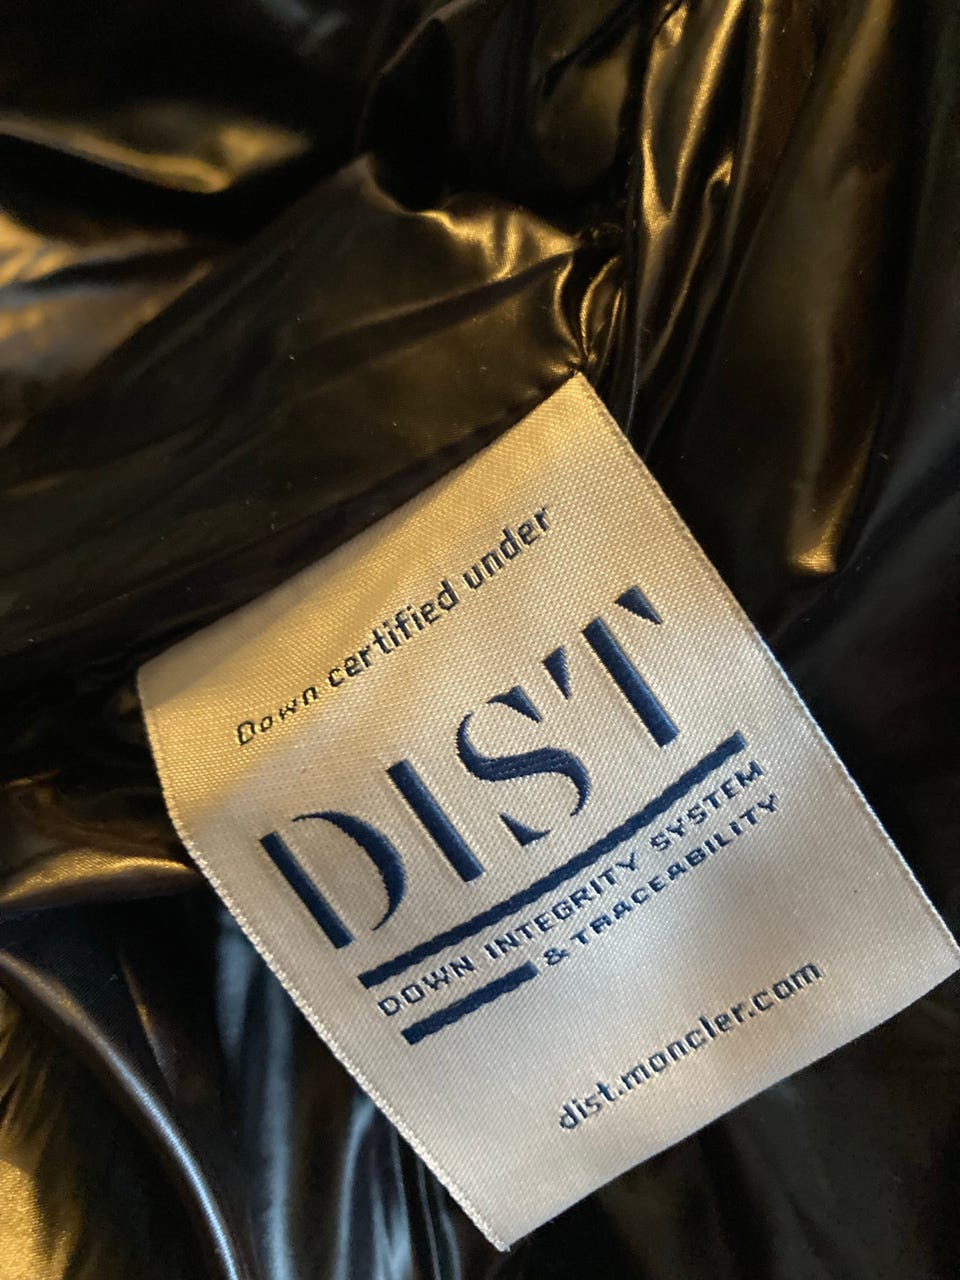 Down certified under
DIST
DOWN INTEGRITY SYSTEM
& TRACEABILITY
dist.moncler.com